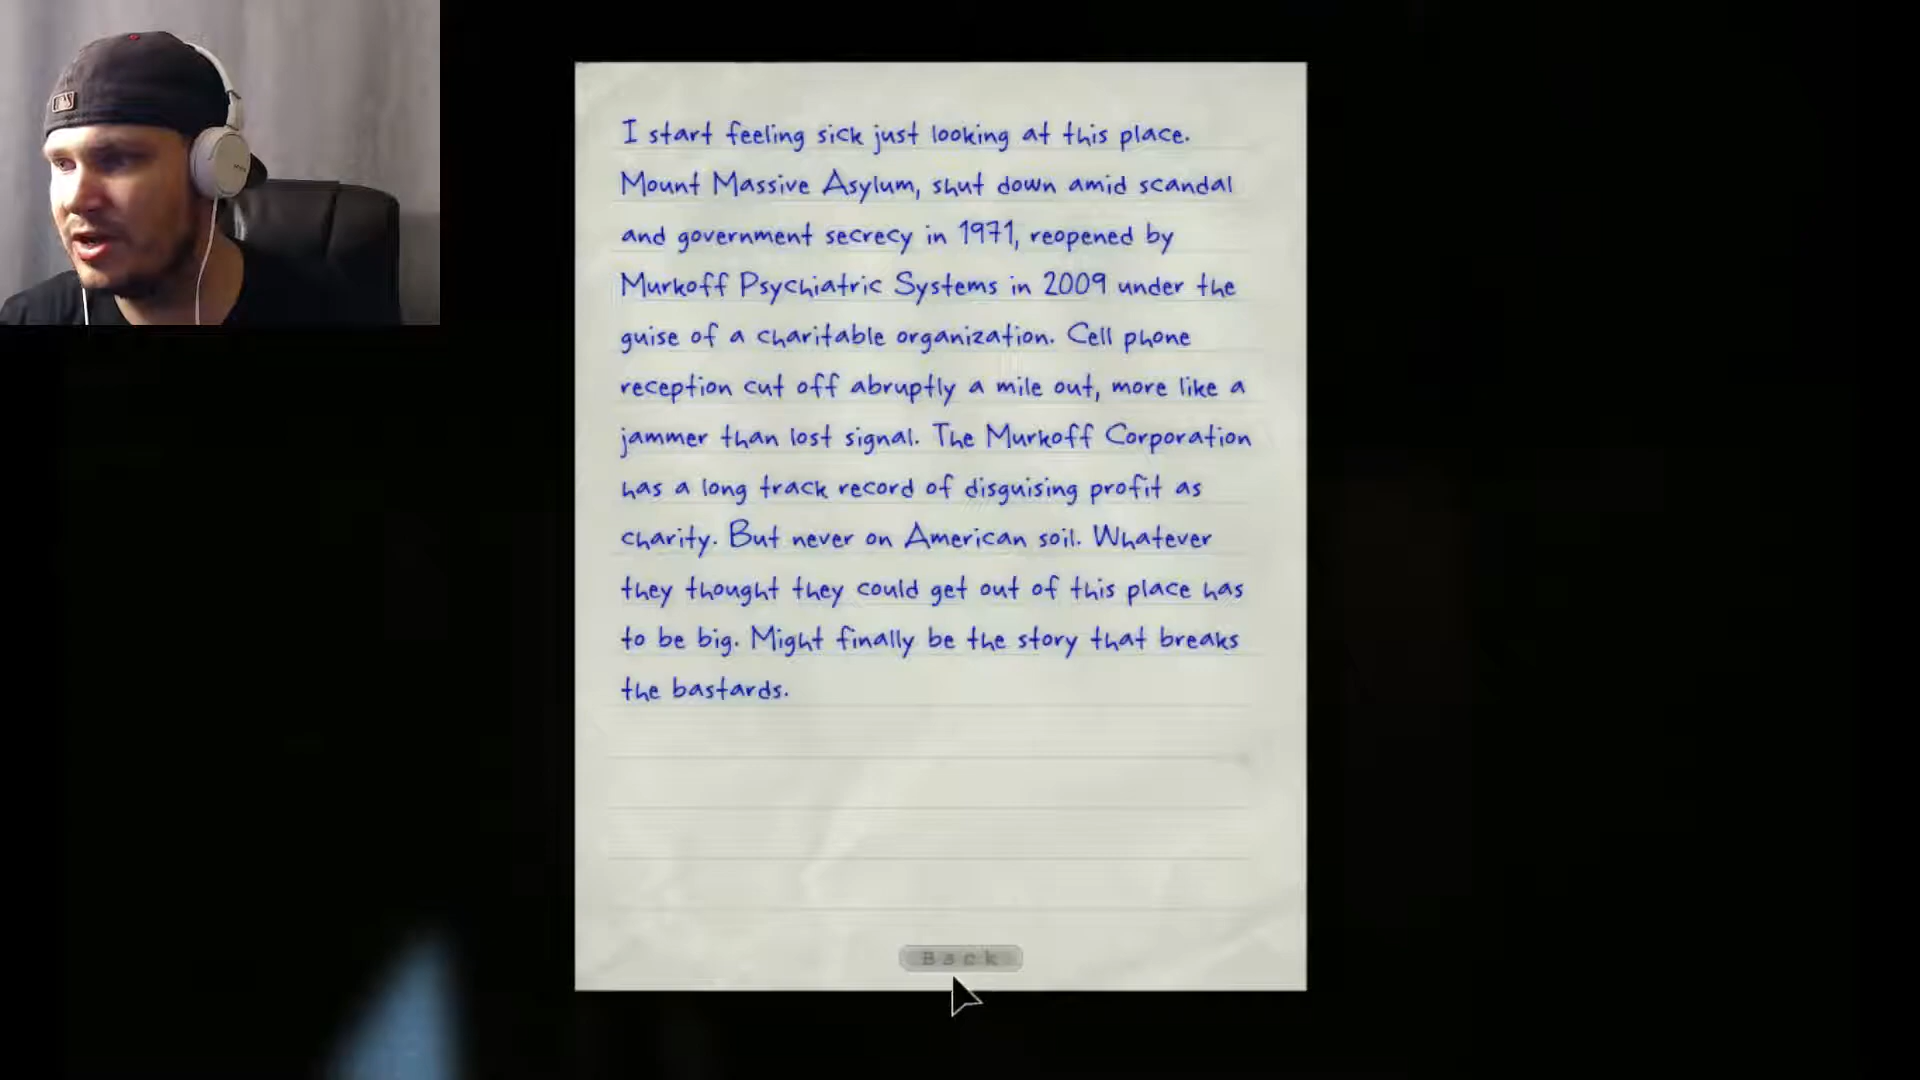 I start feeling sick just looking at this place.
Mount Massive Asylum, shut down amid scandal
and government secrecy in 1971, reopened by
Murkoff Psychiatric Systems in 2009 under the
guise of a charitable organization. Cell phone
reception cut off abruptly a mile out, more like a
jammer than lost signal. The Murkoff Corporation
has a long track record of disguising profit as
charity. But never on American soil. Whatever
they thought they could get out of this place has
to be big. Might finally be the story that breaks
the bastards.
Back